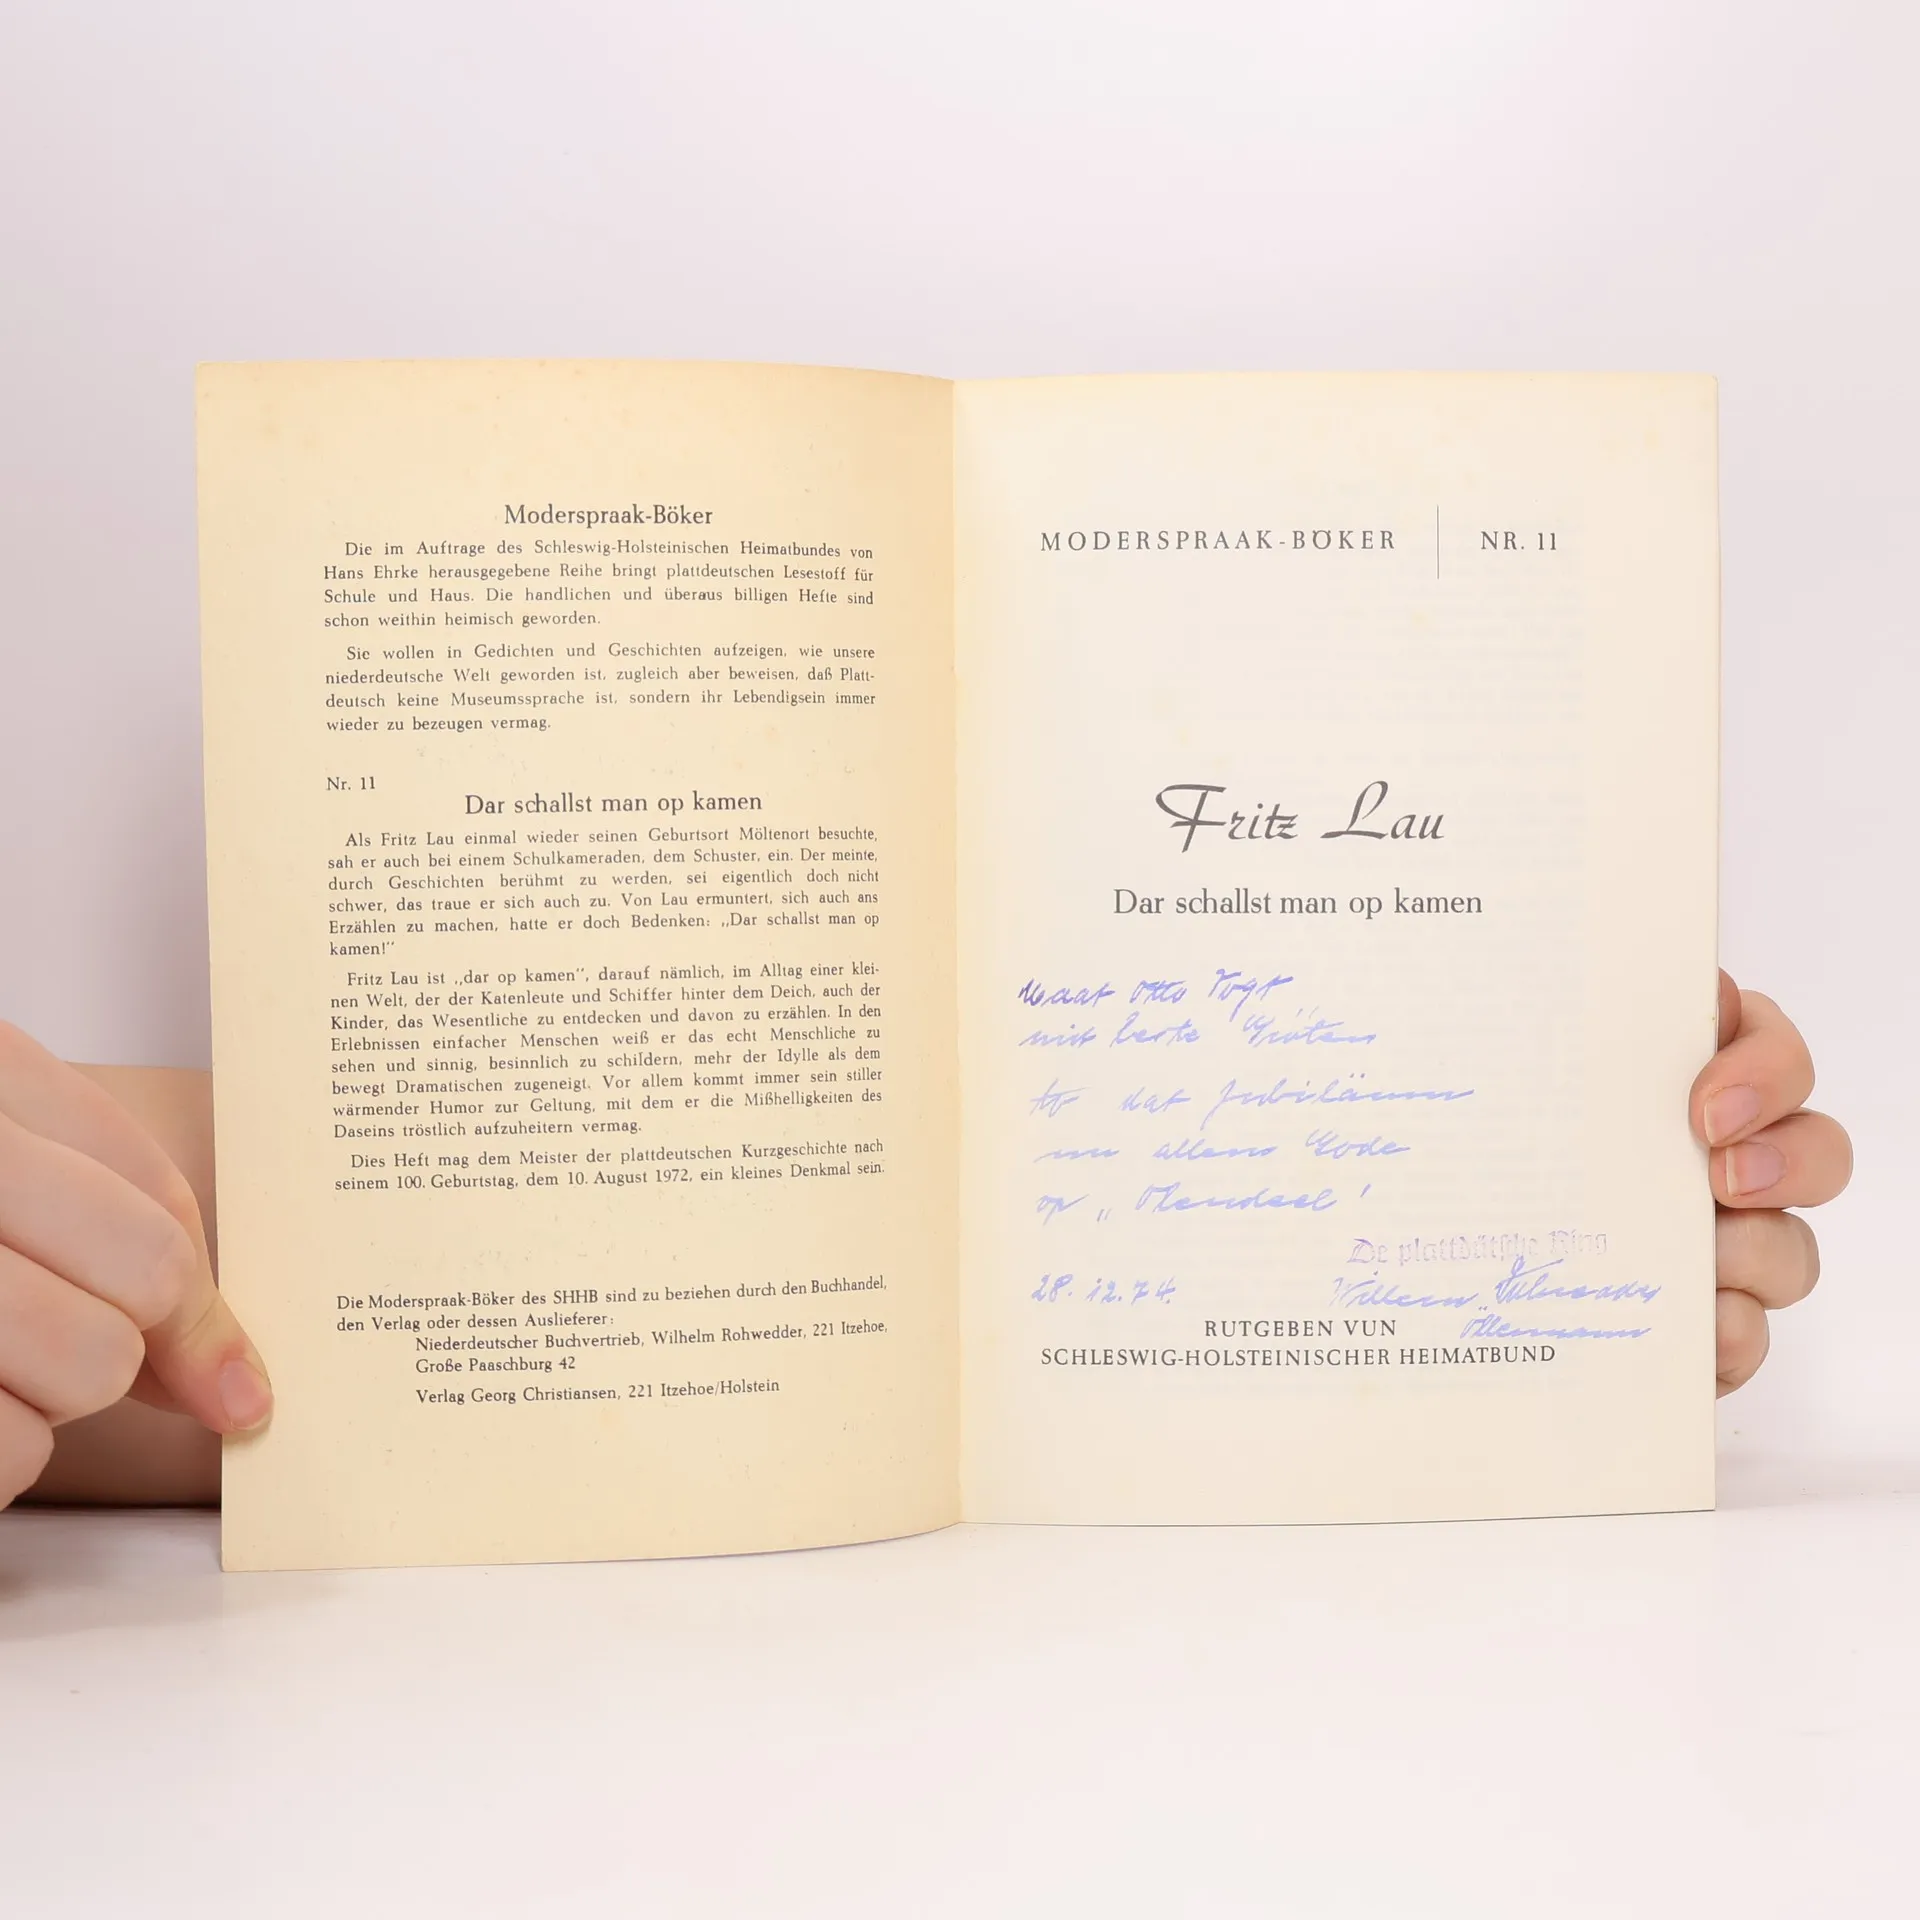 Moderspraak-Böker
Die im Auftrage des Schleswig-Holsteinischen Heimatbundes von
Hans Ehrke herausgegebene Reihe bringt plattdeutschen Lesestoff für
Schule und Haus. Die handlichen und überaus billigen Hefte sind
schon weithin heimisch geworden.
Sie wollen in Gedichten und Geschichten aufzeigen, wie unsere
niederdeutsche Welt geworden ist, zugleich aber beweisen, daß Platt-
deutsch keine Museumssprache ist, sondern ihr Lebendigsein immer
wieder zu bezeugen vermag.
Nr. 11
Dar schallst man op kamen
Als Fritz Lau einmal wieder seinen Geburtsort Möltenort besuchte,
sah er auch bei einem Schulkameraden, dem Schuster, ein. Der meinte,
durch Geschichten berühmt zu werden, sei eigentlich doch nicht
schwer, das traue er sich auch zu. Von Lau ermuntert, sich auch ans
Erzählen zu machen, hatte er doch Bedenken: „Dar schallst man op
kamen!"
Fritz Lau ist „dar op kamen", darauf nämlich, im Alltag einer klei-
nen Welt, der der Katenleute und Schiffer hinter dem Deich, auch der
Kinder, das Wesentliche zu entdecken und davon zu erzählen. In den
Erlebnissen einfacher Menschen weiß er das echt Menschliche zu
sehen und sinnig, besinnlich zu schildern, mehr der Idylle als dem
bewegt Dramatischen zugeneigt. Vor allem kommt immer sein stiller
wärmender Humor zur Geltung, mit dem er die Mißhelligkeiten des
Daseins tröstlich aufzuheitern vermag.
Dies Heft mag dem Meister der plattdeutschen Kurzgeschichte nach
seinem 100. Geburtstag, dem 10. August 1972, ein kleines Denkmal sein.
Die Moderspraak-Böker des SHHB sind zu beziehen durch den Buchhandel,
den Verlag oder dessen Auslieferer:
Niederdeutscher Buchvertrieb, Wilhelm Rohwedder, 221 Itzehoe,
Große Paaschburg 42
Verlag Georg Christiansen, 221 Itzehoe/Holstein
MODERSPRAAK-BÖKER NR. 11
Fritz Lau
Dar schallst man op kamen
Maat Otto Vogt
mit beste Gröten
to dat Jubiläum
un allens Gode
op „
De plattdütsche Ring
28.12.74. Willem
RUTGEBEN VUN
SCHLESWIG-HOLSTEINISCHER HEIMATBUND